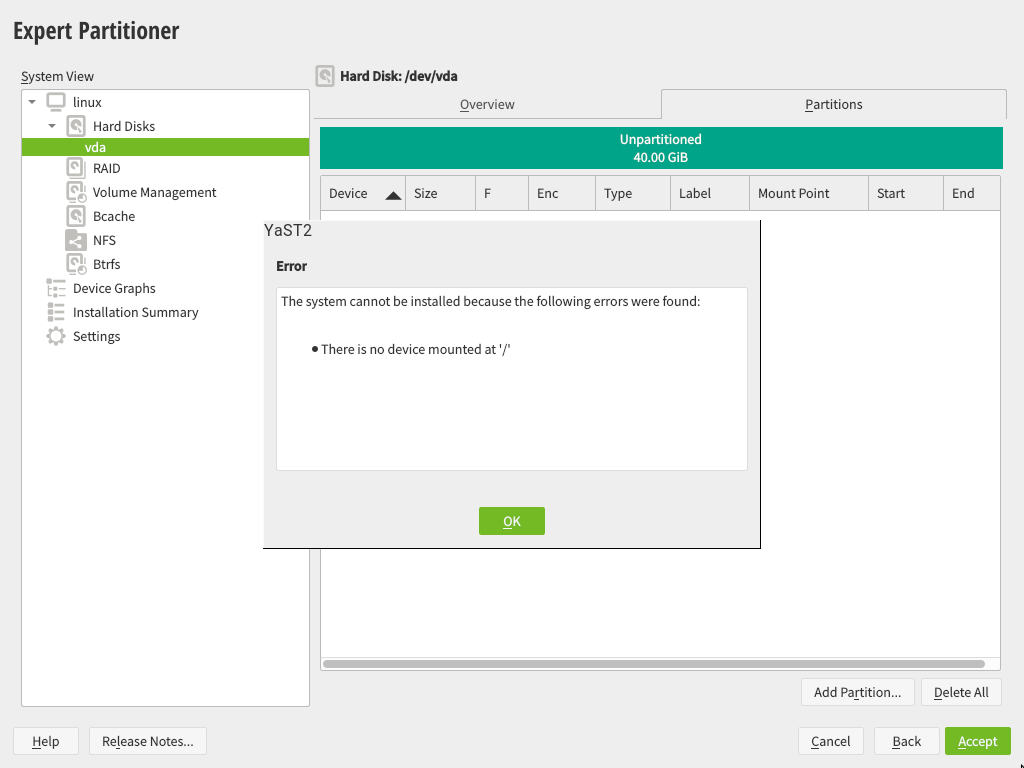 Expert Partitioner
System View
linux
Hard Disks
vda
RAID
Volume Management
Bcache
NFS
Btrfs
Device Graphs
Installation Summary
Settings
Hard Disk: /dev/vda
Overview
Partitions
Unpartitioned
40.00 GiB
Device Size F Enc Type Label Mount Point Start End
YaST2
Error
The system cannot be installed because the following errors were found:
• There is no device mounted at '/'
OK
Add Partition... Delete All
Help Release Notes... Cancel Back Accept